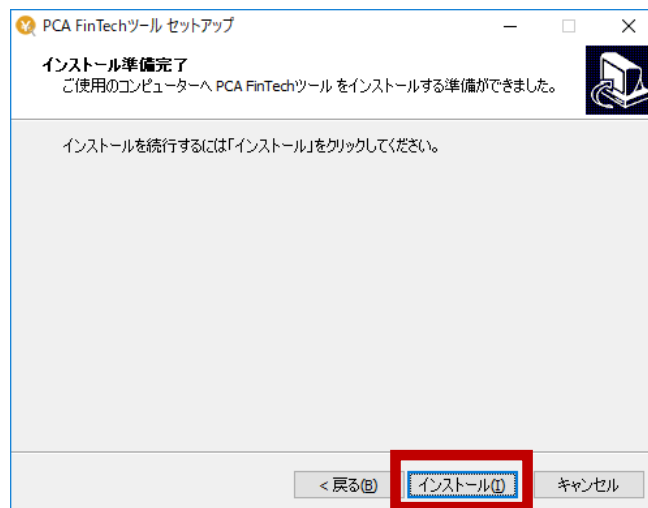 PCA FinTechツール セットアップ
インストール準備完了
ご使用のコンピューターへ PCA FinTechツール をインストールする準備ができました。
インストールを続行するには「インストール」をクリックしてください。
< 戻る(B) インストール(I) キャンセル